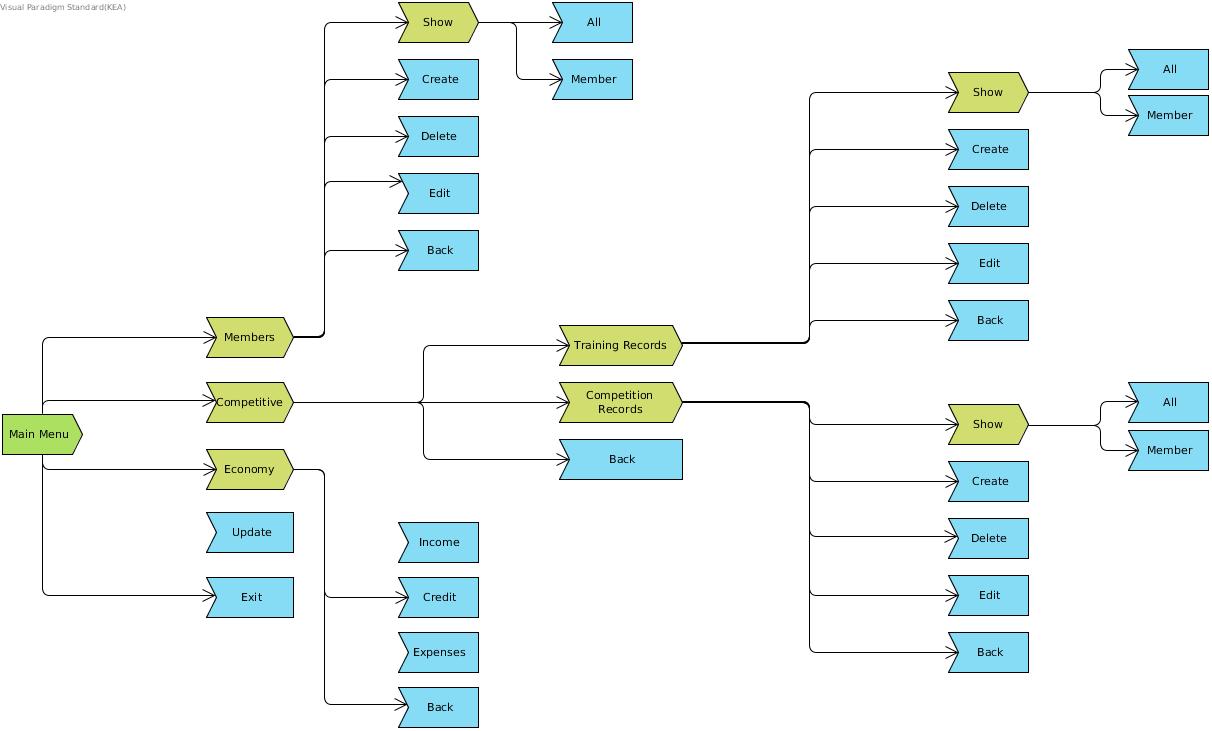 Visual Paradigm Standard(KEA)
Main Menu
Members
Competitive
Economy
Update
Exit
Show
Create
Delete
Edit
Back
All
Member
Income
Credit
Expenses
Back
Training Records
Competition
Records
Back
Show
Create
Delete
Edit
Back
All
Member
Show
Create
Delete
Edit
Back
All
Member